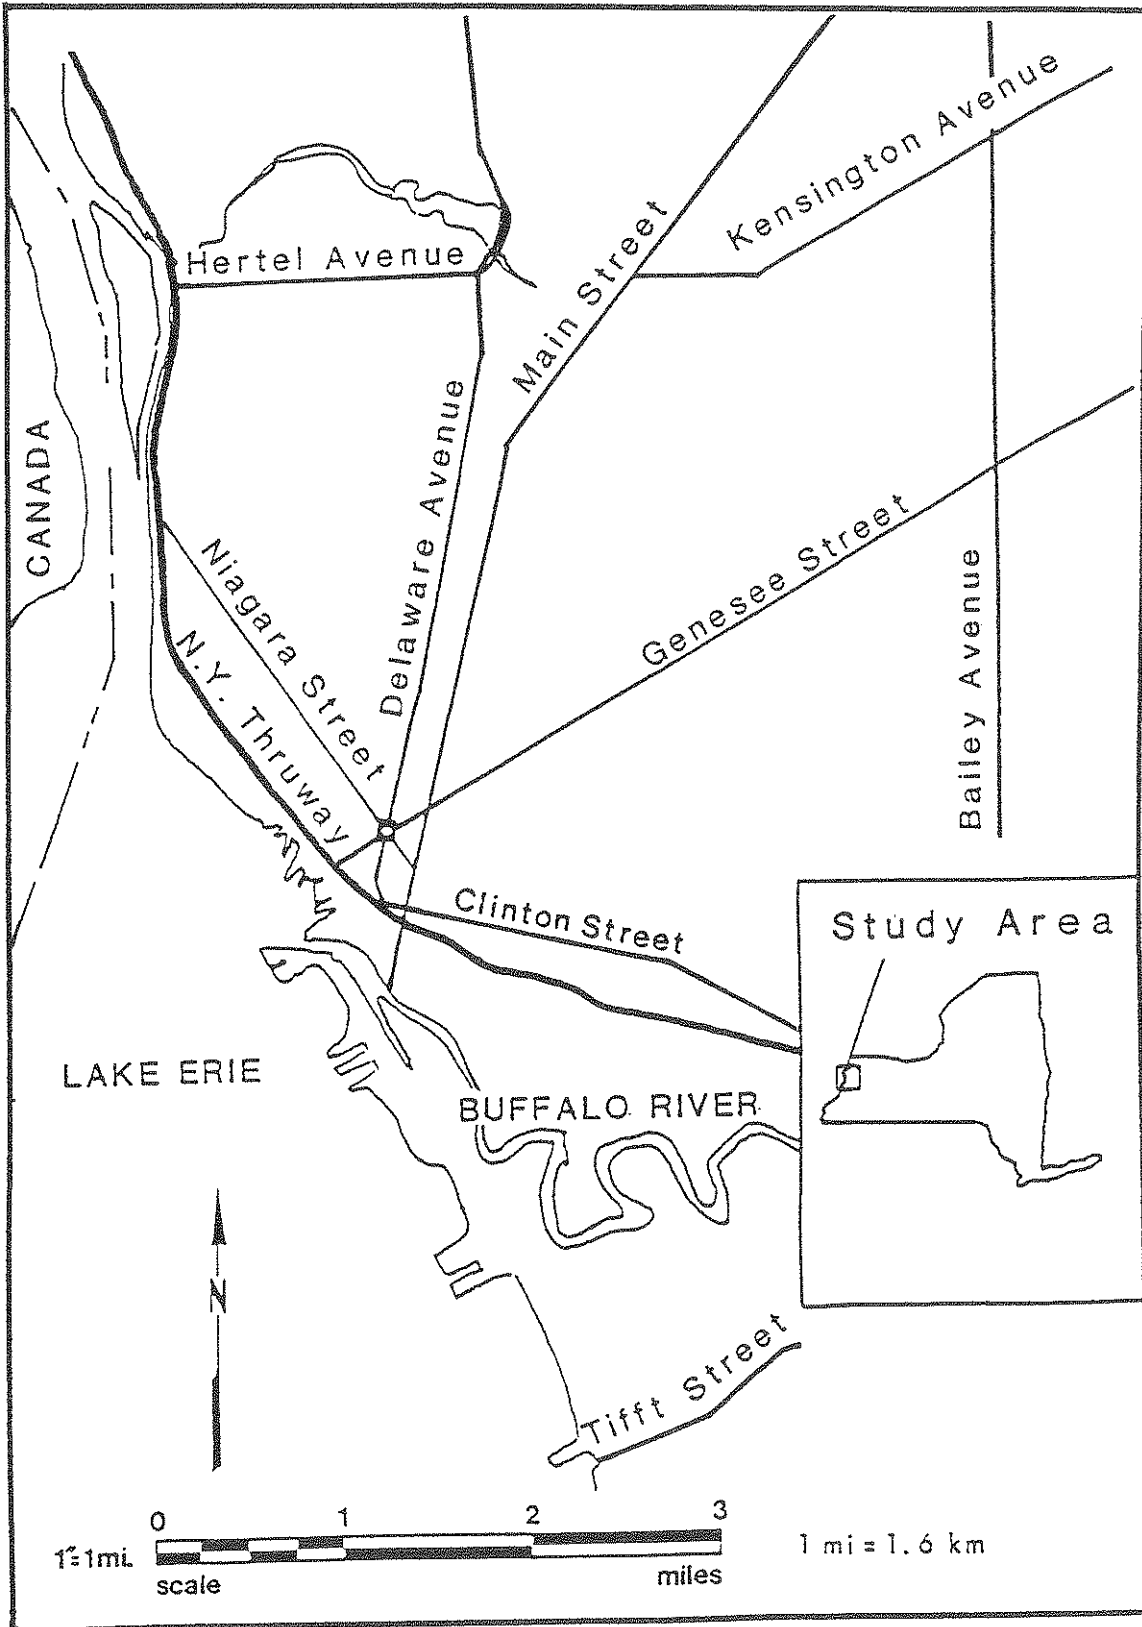 Kensington Avenue
Hertel Avenue
Main Street
CANADA
Delaware Avenue
Niagara Street
Genesee Street
N.Y. Thruway
Bailey Avenue
Clinton Street
Study Area
LAKE ERIE
BUFFALO RIVER
N
Tifft Street
0 1 2 3
1"=1mi.
scale
miles
1 mi = 1.6 km